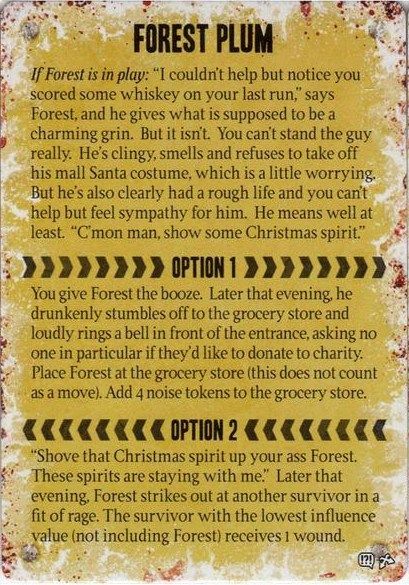 FOREST PLUM
If Forest is in play: “I couldn’t help but notice you
scored some whiskey on your last run,” says
Forest, and he gives what is supposed to be a
charming grin. But it isn’t. You can’t stand the guy
really. He’s clingy, smells and refuses to take off
his mall Santa costume, which is a little worrying.
But he’s also clearly had a rough life and you can’t
help but feel sympathy for him. He means well at
least. “C’mon man, show some Christmas spirit.”
OPTION 1
You give Forest the booze. Later that evening, he
drunkenly stumbles off to the grocery store and
loudly rings a bell in front of the entrance, asking no
one in particular if they’d like to donate to charity.
Place Forest at the grocery store (this does not count
as a move). Add 4 noise tokens to the grocery store.
OPTION 2
“Shove that Christmas spirit up your ass Forest.
These spirits are staying with me.” Later that
evening, Forest strikes out at another survivor in a
fit of rage. The survivor with the lowest influence
value (not including Forest) receives 1 wound.